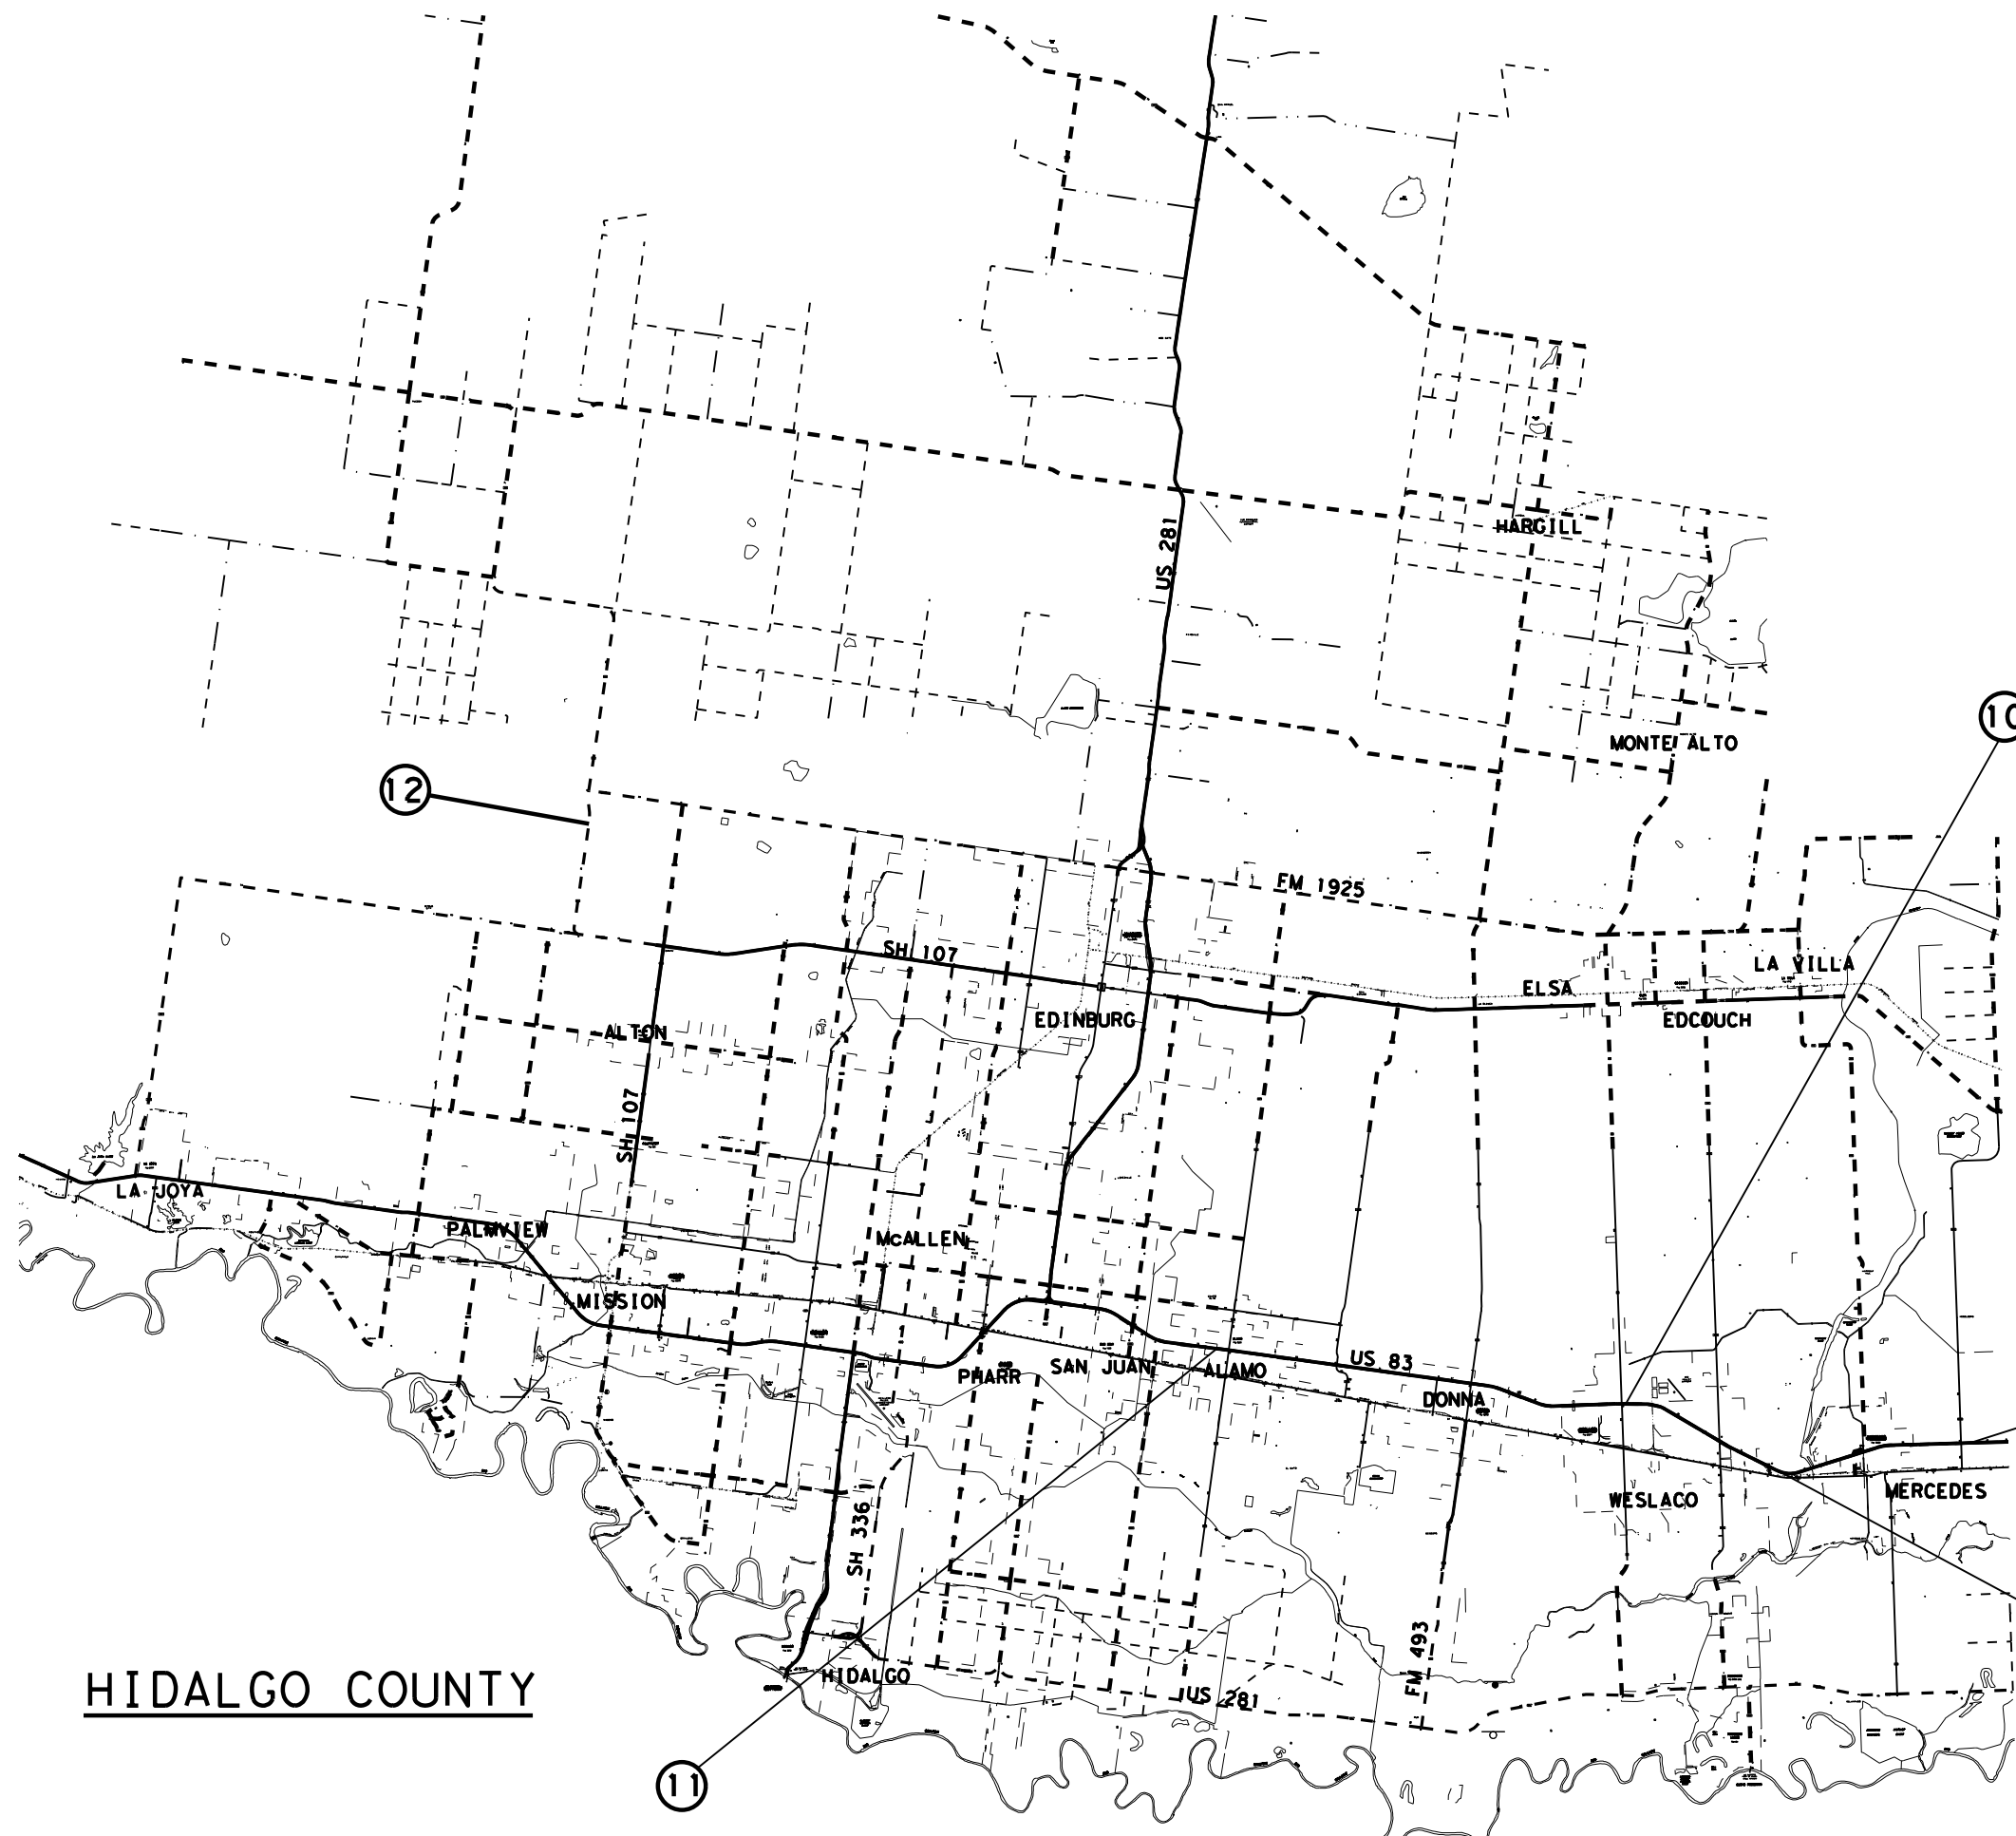 HARGILL
US 281
MONTE ALTO
10
12
FM 1925
SH 107
LA VILLA
ELSA
EDINBURG
EDCOUCH
ALTON
SH 107
LA JOYA
PALMVIEW
McALLEN
MISSION
US 83
SAN JUAN
ALAMO
PHARR
DONNA
MERCEDES
WESLACO
SH 336
FM 493
HIDALGO
HIDALGO COUNTY
US 281
11